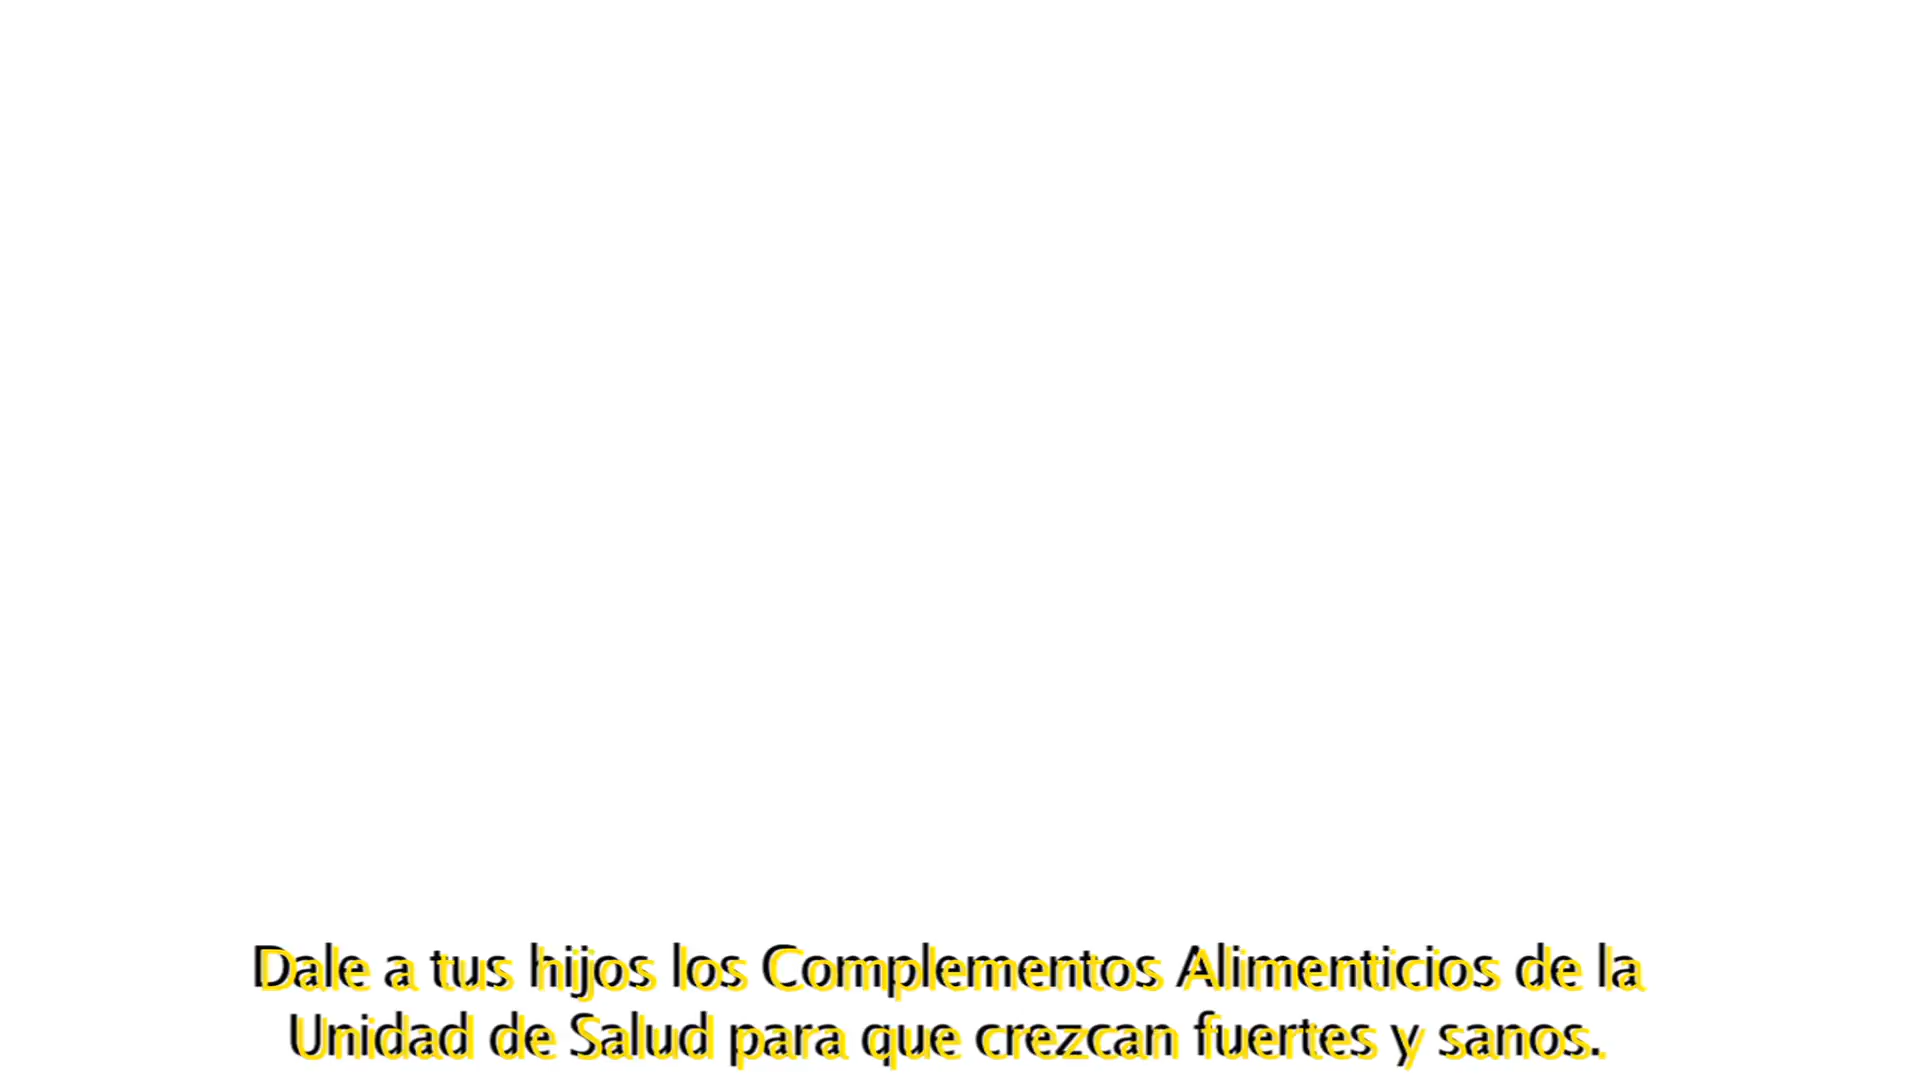 Dale a tus hijos los Complementos Alimenticios de la
Unidad de Salud para que crezcan fuertes y sanos.